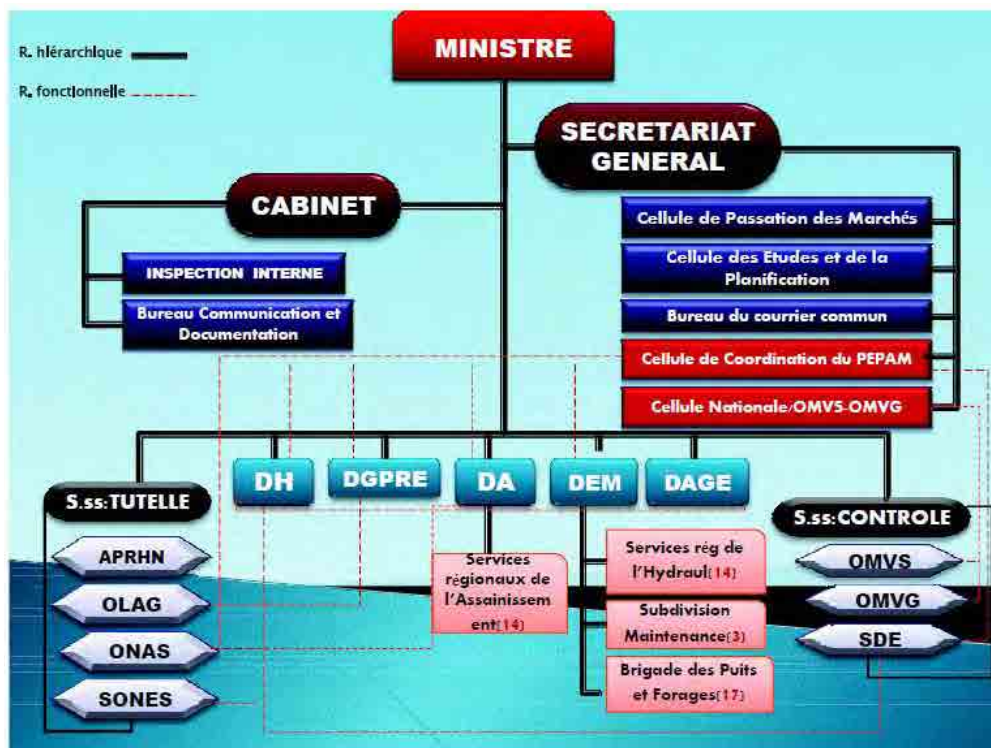 MINISTRE
R. hiérarchique
R. fonctionnelle
SECRETARIAT
GENERAL
CABINET
Cellule de Passation des Marchés
Cellule des Etudes et de la
Planification
Bureau du courrier commun
Cellule de Coordination du PEPAM
Cellule Nationale/OMVS-OMVG
INSPECTION INTERNE
Bureau Communication et
Documentation
DH
DGPRE
DA
DEM
DAGE
S.ss:TUTELLE
APRHN
OLAG
ONAS
SONES
Services
régionaux de
l'Assainissem
ent(14)
Services rég de
l'Hydraul(14)
Subdivision
Maintenance(3)
Brigade des Puits
et Forages(17)
S.ss:CONTROLE
OMVS
OMVG
SDE